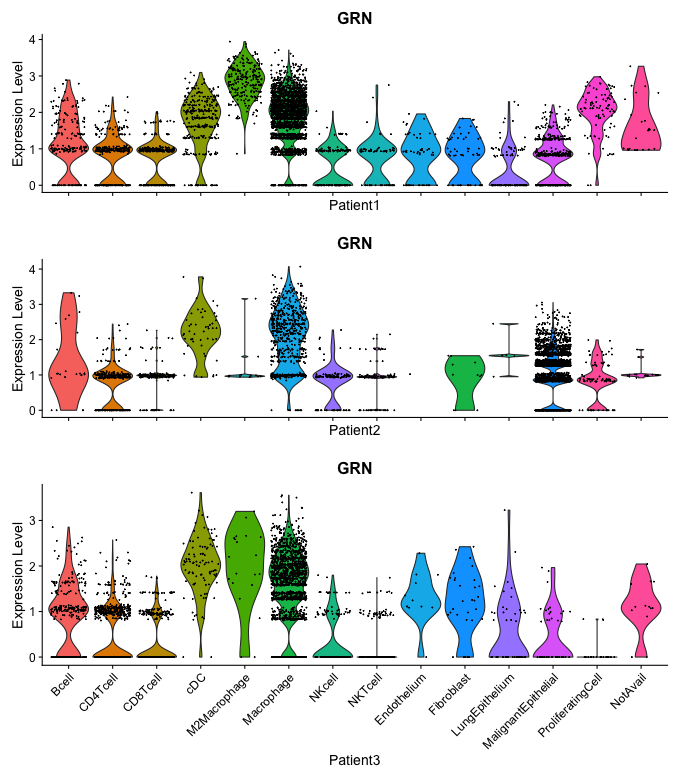 GRN
Expression Level
4
3
2
1
0
Patient1
GRN
Expression Level
4
3
2
1
0
Patient2
GRN
Expression Level
3
2
1
0
Bcell
CD4Tcell
CD8Tcell
cDC
M2Macrophage
Macrophage
NKcell
NKTcell
Endothelium
Fibroblast
LungEpithelium
MalignantEpithelial
ProliferatingCell
NotAvail
Patient3